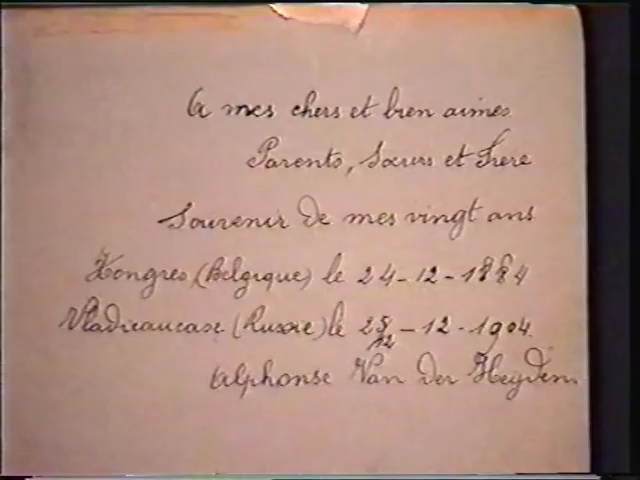 A mes chers et bien aimés
Parents, Sœurs et Frère
Souvenir de mes vingt ans
Tongres (Belgique) le 24-12-1884
Vladicaucase (Russie) le 25/12 - 12 - 1904.
Alphonse Van der Heyden